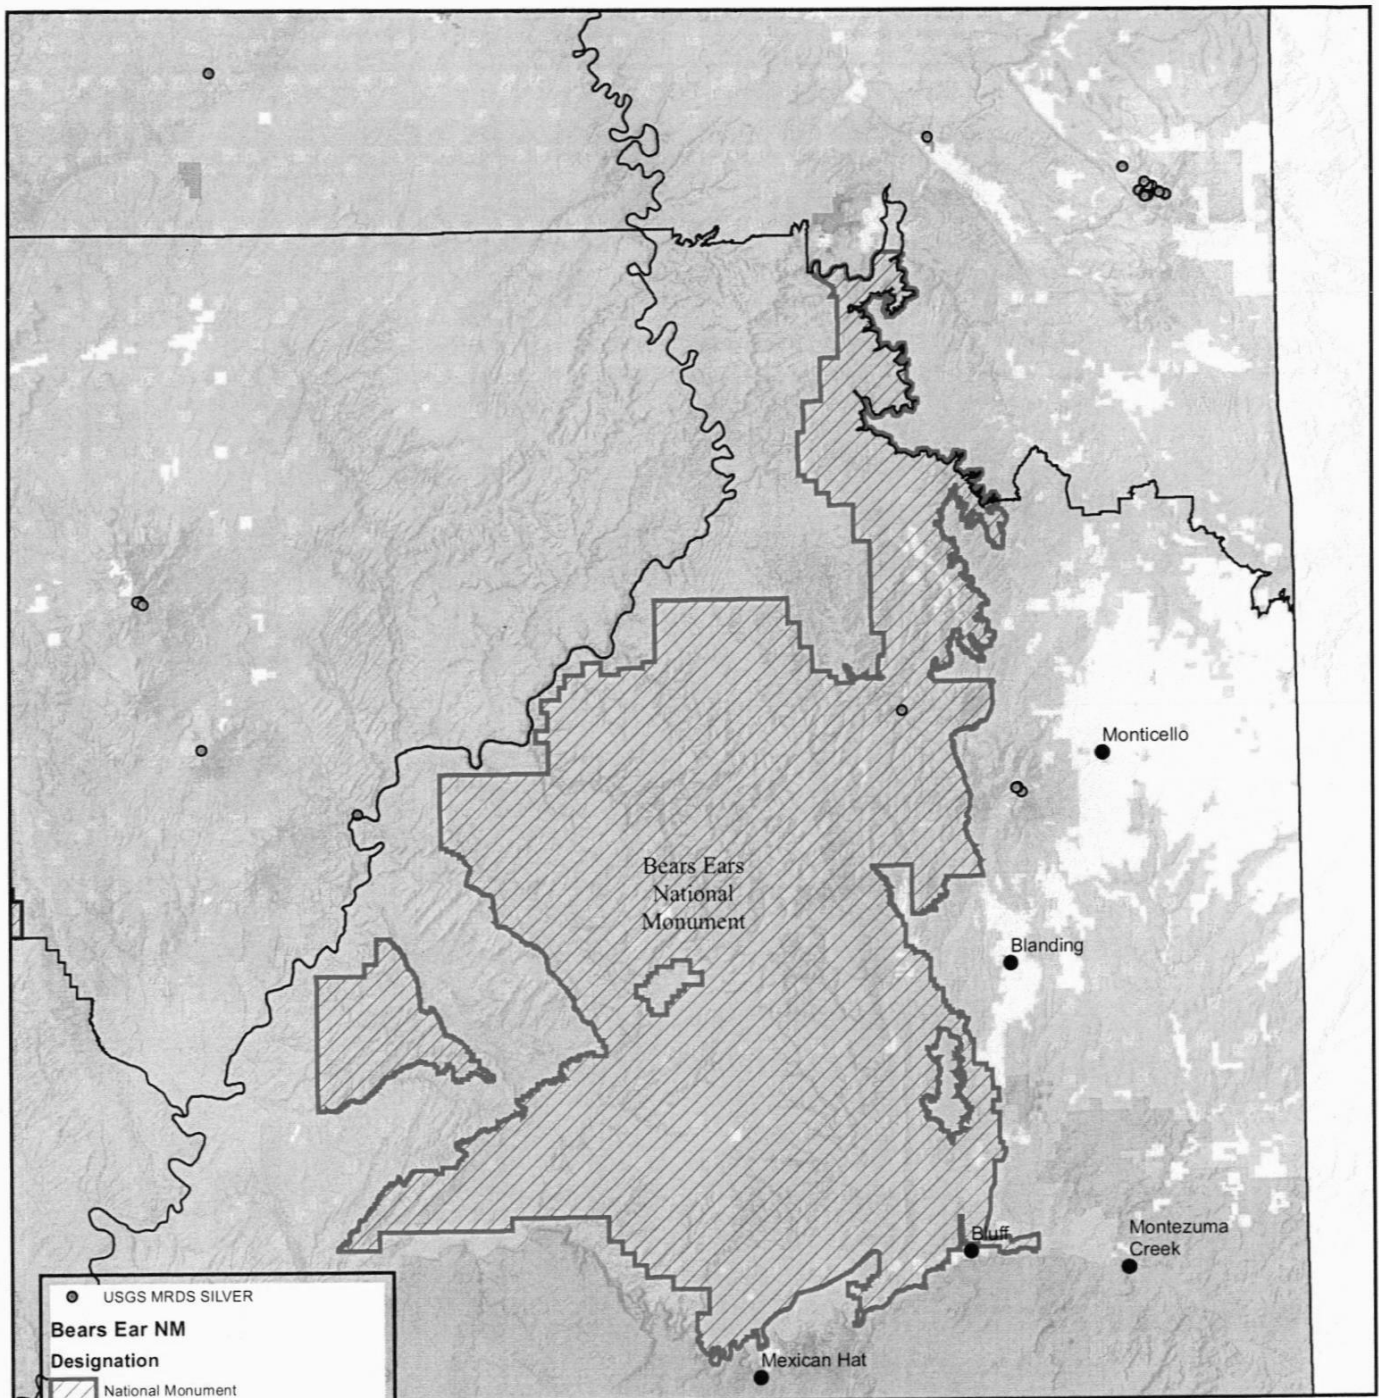 Monticello
Bears Ears
National
Monument
Blanding
Bluff
Montezuma
Creek
USGS MRDS SILVER
Bears Ear NM
Designation
National Monument
Mexican Hat